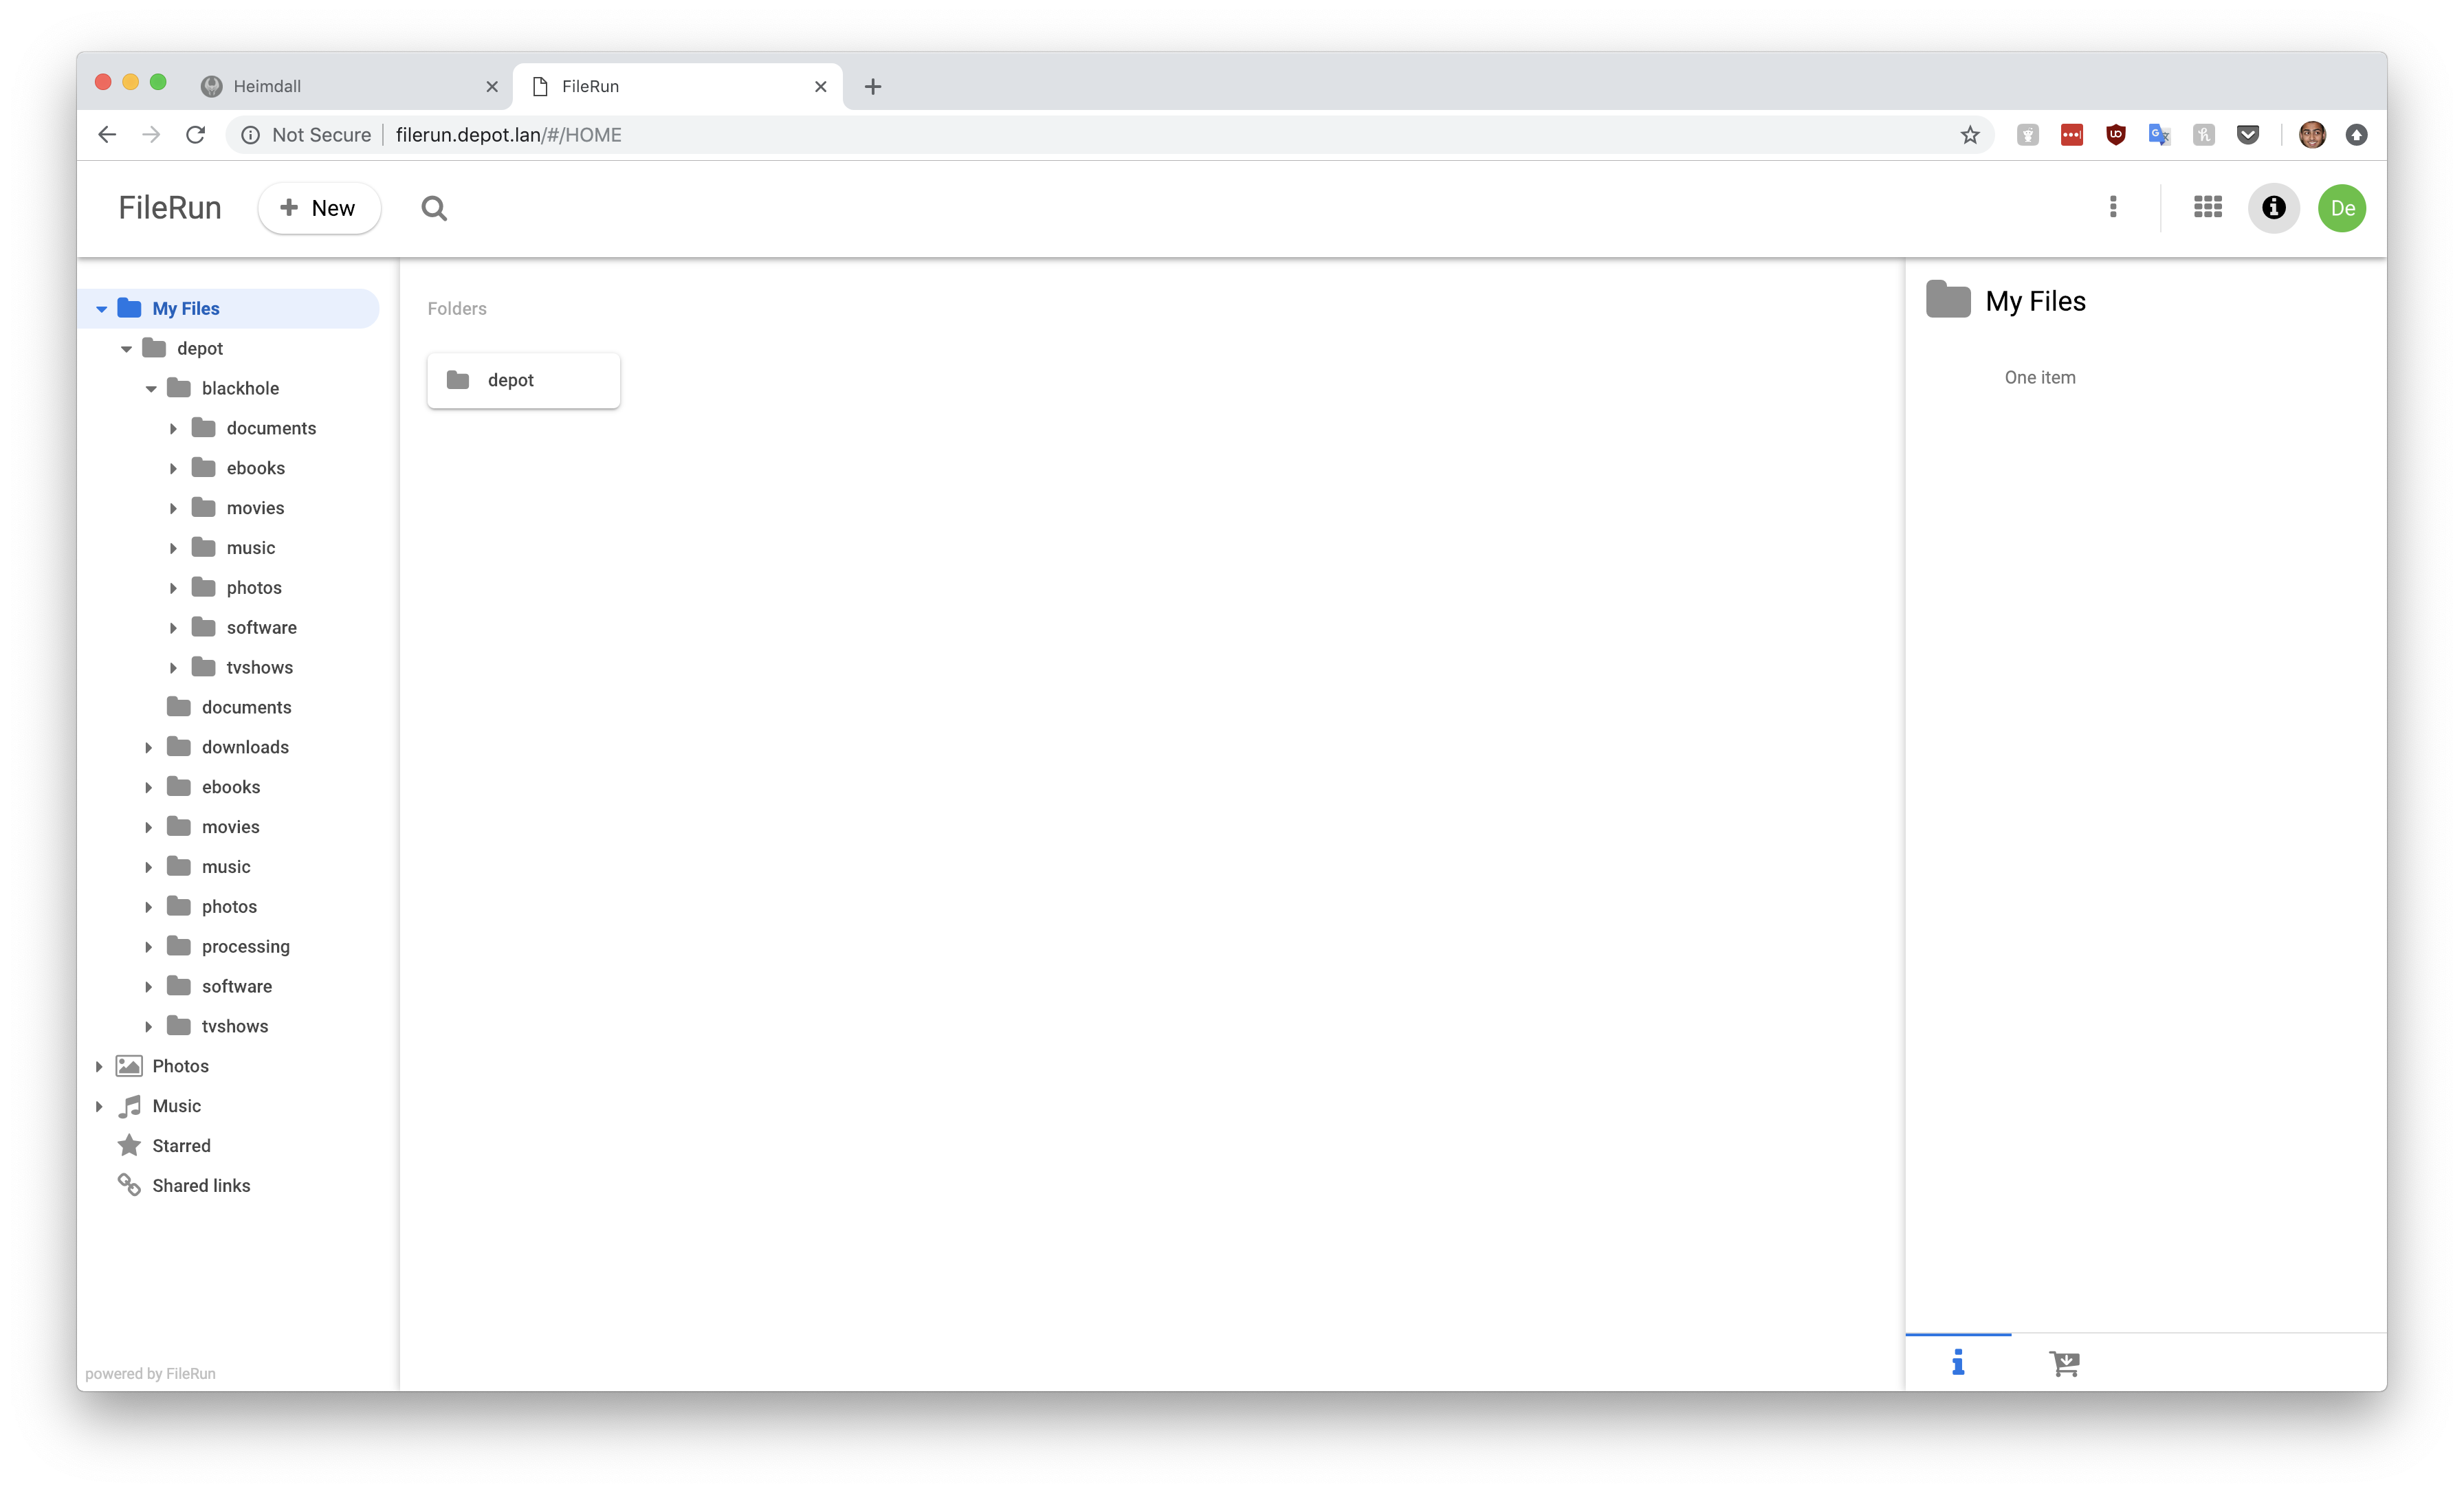 Heimdall
FileRun
Not Secure
filerun.depot.lan/#/HOME
FileRun
New
De
My Files
depot
blackhole
documents
ebooks
movies
music
photos
software
tvshows
documents
downloads
ebooks
movies
music
photos
processing
software
tvshows
Photos
Music
Starred
Shared links
powered by FileRun
Folders
depot
My Files
One item